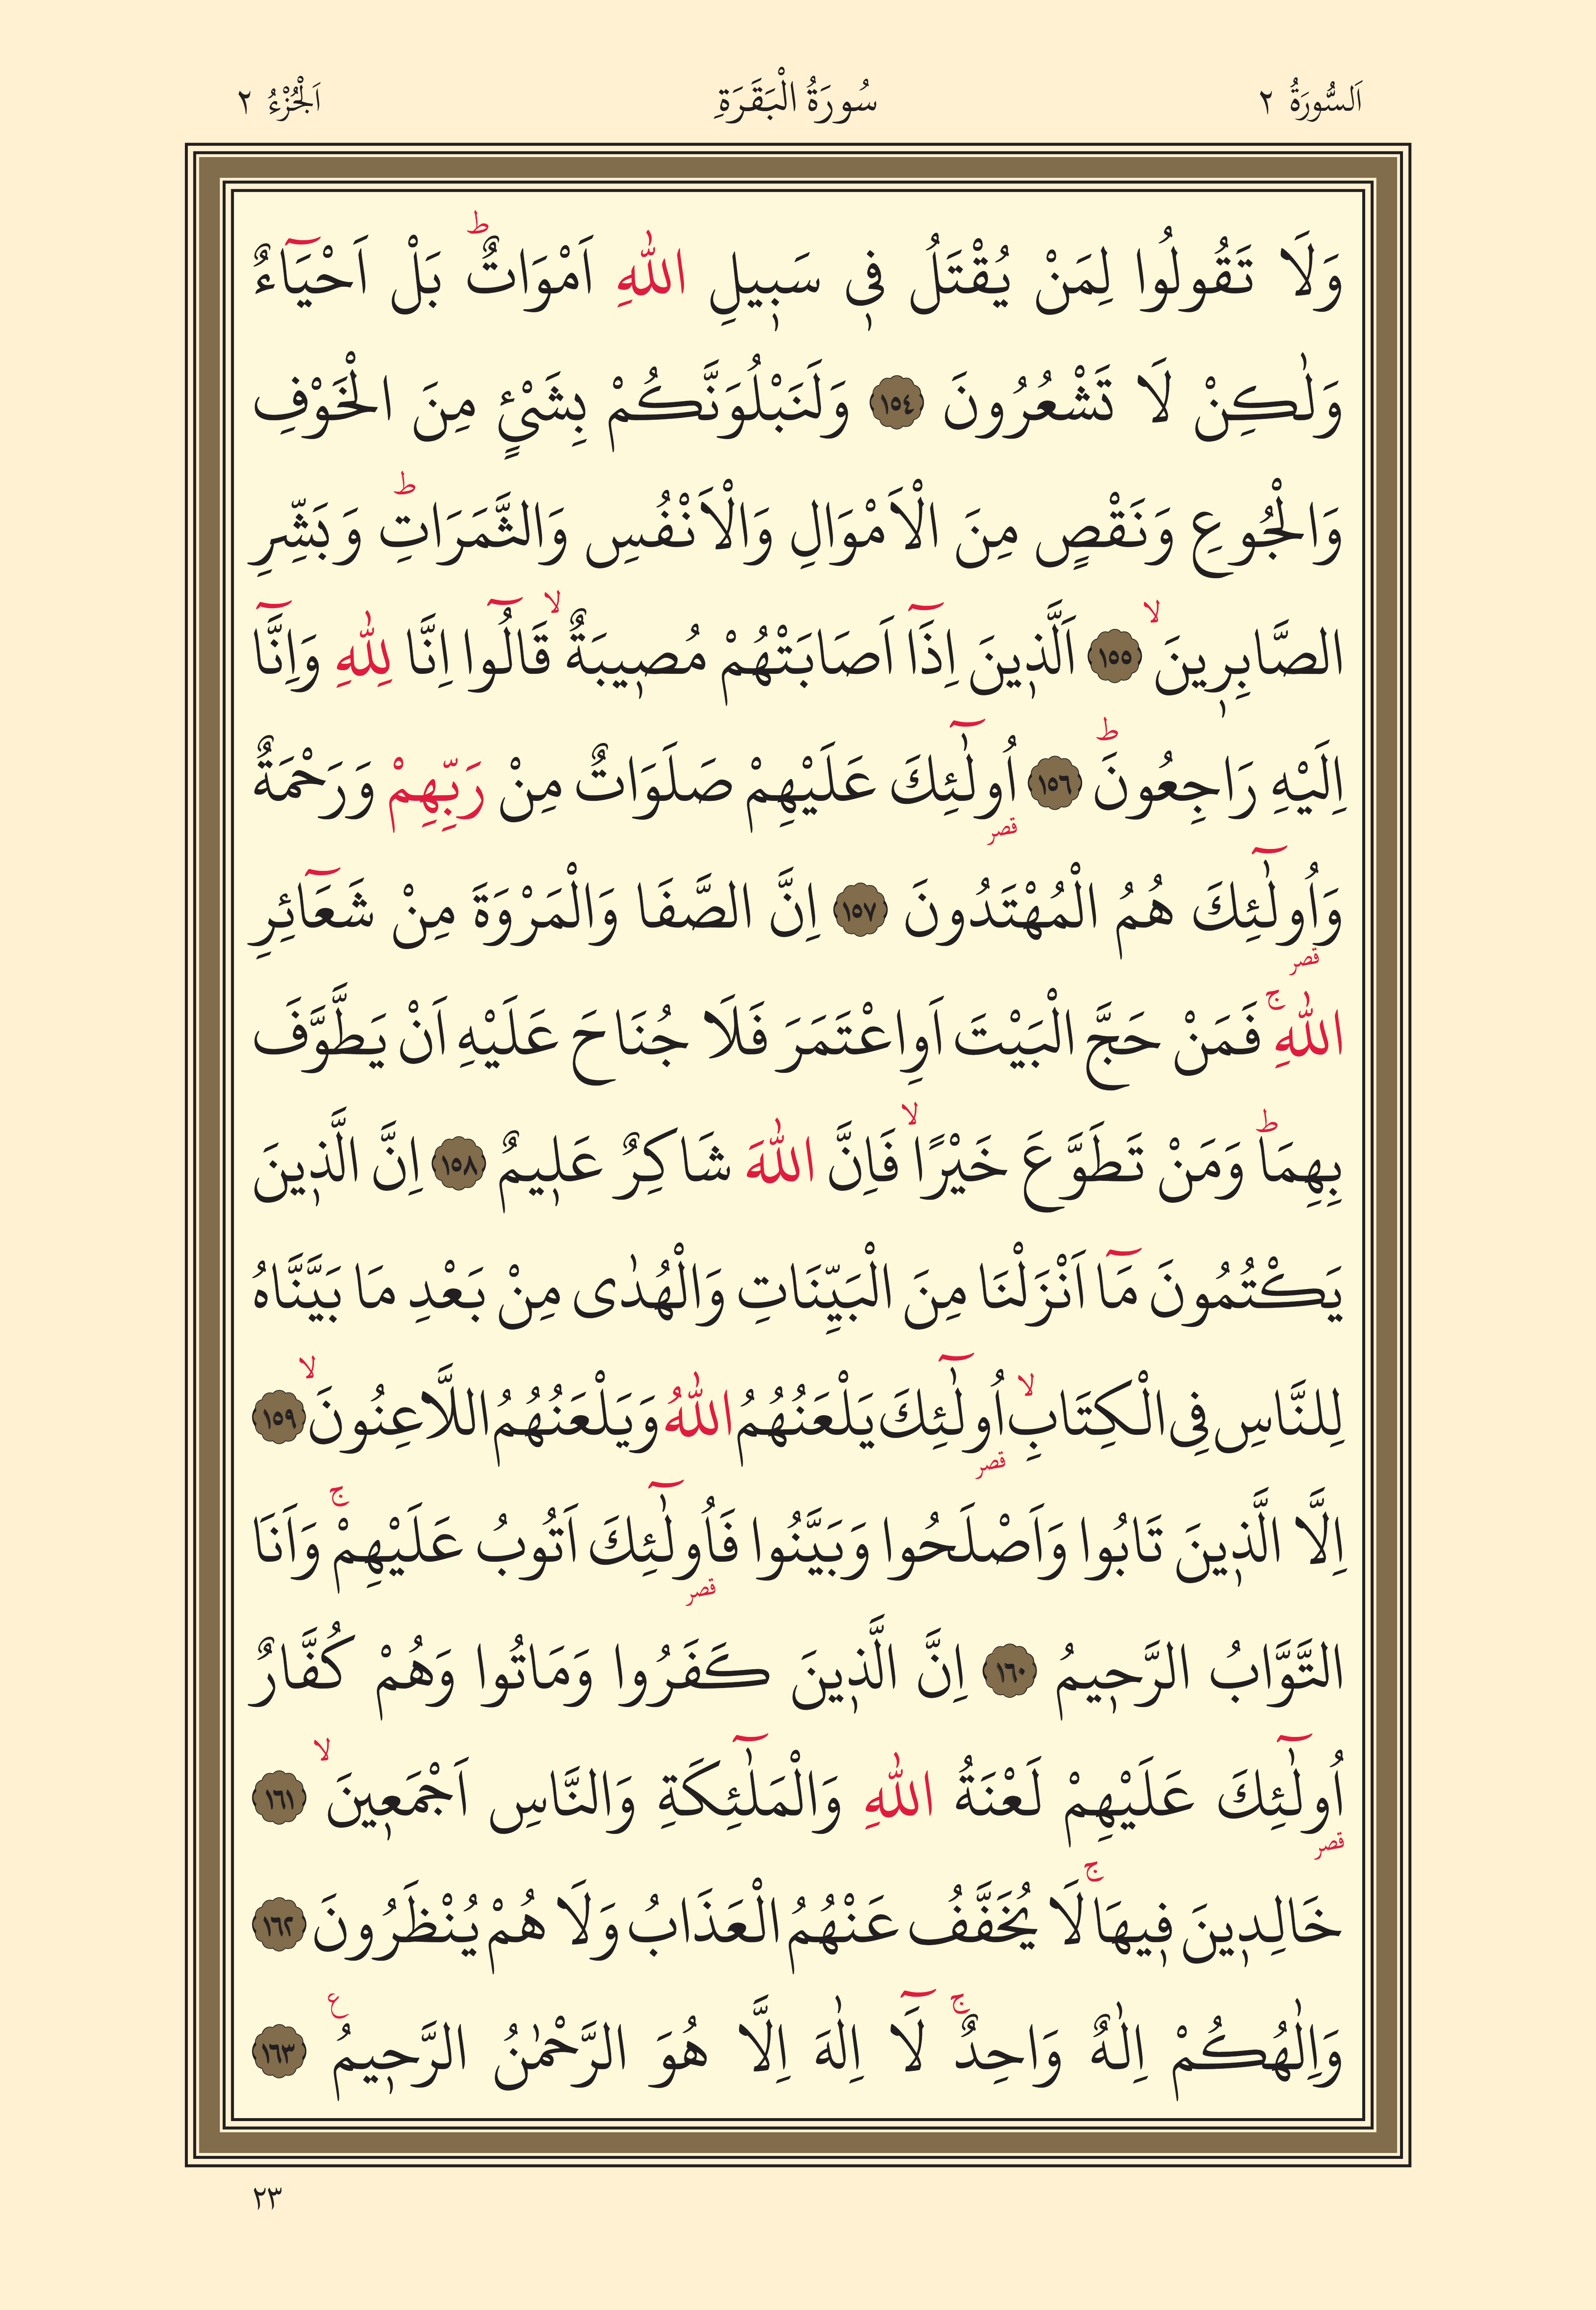 اَلسُّورَةُ ٢ سُورَةُ الْبَقَرَةِ اَلْجُزْءُ ٢
وَلَا تَقُولُوا لِمَنْ يُقْتَلُ فٖى سَبٖيلِ اللّٰهِ اَمْوَاتٌؕ بَلْ اَحْيَٓاءٌ
وَلٰكِنْ لَا تَشْعُرُونَ ﴿١٥٤﴾ وَلَنَبْلُوَنَّكُمْ بِشَیْءٍ مِنَ الْخَوْفِ
وَالْجُوعِ وَنَقْصٍ مِنَ الْاَمْوَالِ وَالْاَنْفُسِ وَالثَّمَرَاتِؕ وَبَشِّرِ
الصَّابِرٖينَۙ ﴿١٥٥﴾ اَلَّذٖينَ اِذَٓا اَصَابَتْهُمْ مُصٖيبَةٌۙ قَالُٓوا اِنَّا لِلّٰهِ وَاِنَّٓا
اِلَيْهِ رَاجِعُونَؕ ﴿١٥٦﴾ اُولٰٓئِكَ عَلَيْهِمْ صَلَوَاتٌ مِنْ رَبِّهِمْ وَرَحْمَةٌ
قصر
وَاُولٰٓئِكَ هُمُ الْمُهْتَدُونَ ﴿١٥٧﴾ اِنَّ الصَّفَا وَالْمَرْوَةَ مِنْ شَعَٓائِرِ
قصر
اللّٰهِۚ فَمَنْ حَجَّ الْبَيْتَ اَوِ اعْتَمَرَ فَلَا جُنَاحَ عَلَيْهِ اَنْ يَطَّوَّفَ
بِهِمَاؕ وَمَنْ تَطَوَّعَ خَيْرًاۙ فَاِنَّ اللّٰهَ شَاكِرٌ عَلٖيمٌ ﴿١٥٨﴾ اِنَّ الَّذٖينَ
يَكْتُمُونَ مَٓا اَنْزَلْنَا مِنَ الْبَيِّنَاتِ وَالْهُدٰى مِنْ بَعْدِ مَا بَيَّنَّاهُ
لِلنَّاسِ فِى الْكِتَابِۙ اُولٰٓئِكَ يَلْعَنُهُمُ اللّٰهُ وَيَلْعَنُهُمُ اللَّاعِنُونَۙ ﴿١٥٩﴾
قصر
اِلَّا الَّذٖينَ تَابُوا وَاَصْلَحُوا وَبَيَّنُوا فَاُولٰٓئِكَ اَتُوبُ عَلَيْهِمْۚ وَاَنَا
قصر
التَّوَّابُ الرَّحٖيمُ ﴿١٦٠﴾ اِنَّ الَّذٖينَ كَفَرُوا وَمَاتُوا وَهُمْ كُفَّارٌ
اُولٰٓئِكَ عَلَيْهِمْ لَعْنَةُ اللّٰهِ وَالْمَلٰٓئِكَةِ وَالنَّاسِ اَجْمَعٖينَۙ ﴿١٦١﴾
قصر
خَالِدٖينَ فٖيهَاۚ لَا يُخَفَّفُ عَنْهُمُ الْعَذَابُ وَلَا هُمْ يُنْظَرُونَ ﴿١٦٢﴾
وَاِلٰهُكُمْ اِلٰهٌ وَاحِدٌۚ لَٓا اِلٰهَ اِلَّا هُوَ الرَّحْمٰنُ الرَّحٖيمُ ع ﴿١٦٣﴾
٢٣